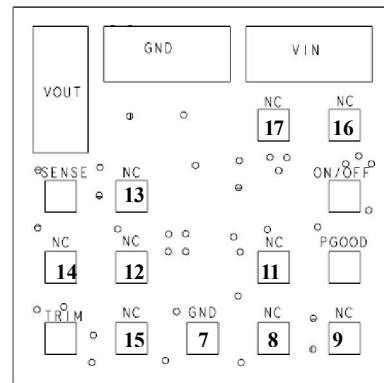 GND VIN
VOUT
NC NC
17 16
SENSE NC ON/OFF
13
NC NC NC PGOOD
14 12 11
TRIM NC GND NC NC
15 7 8 9